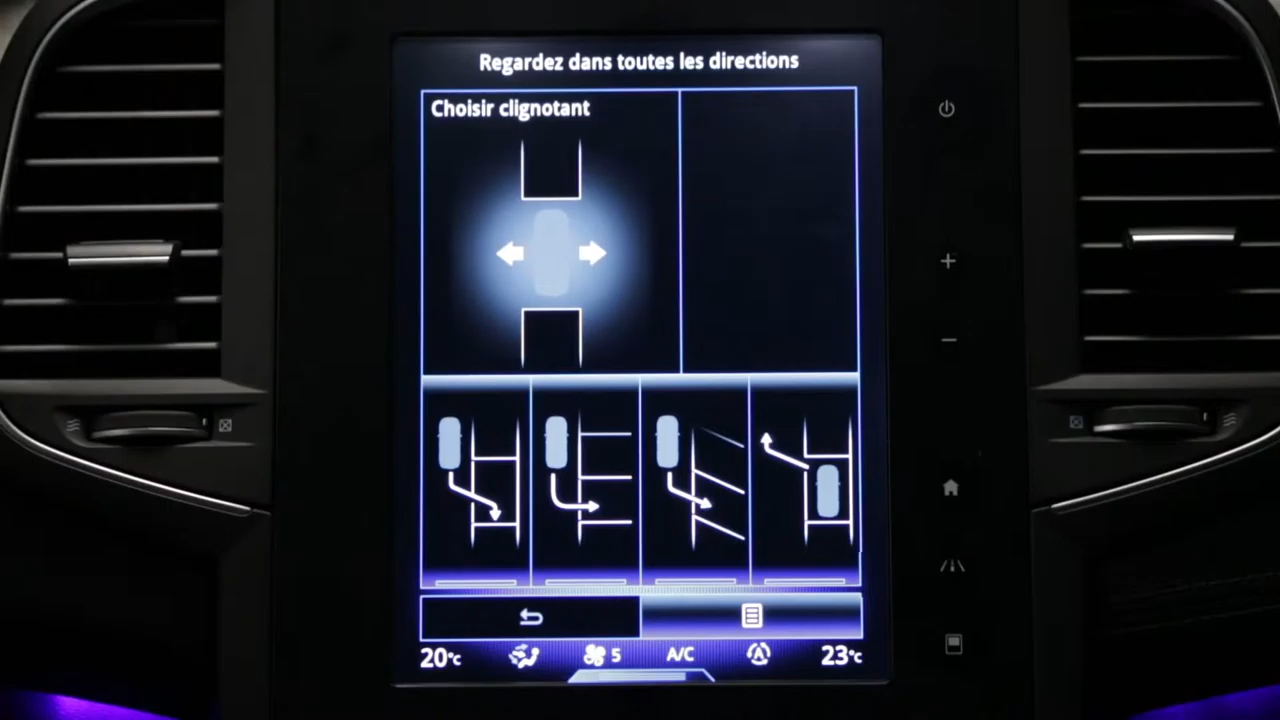 Regardez dans toutes les directions
Choisir clignotant
20°C 5 A/C 23°C